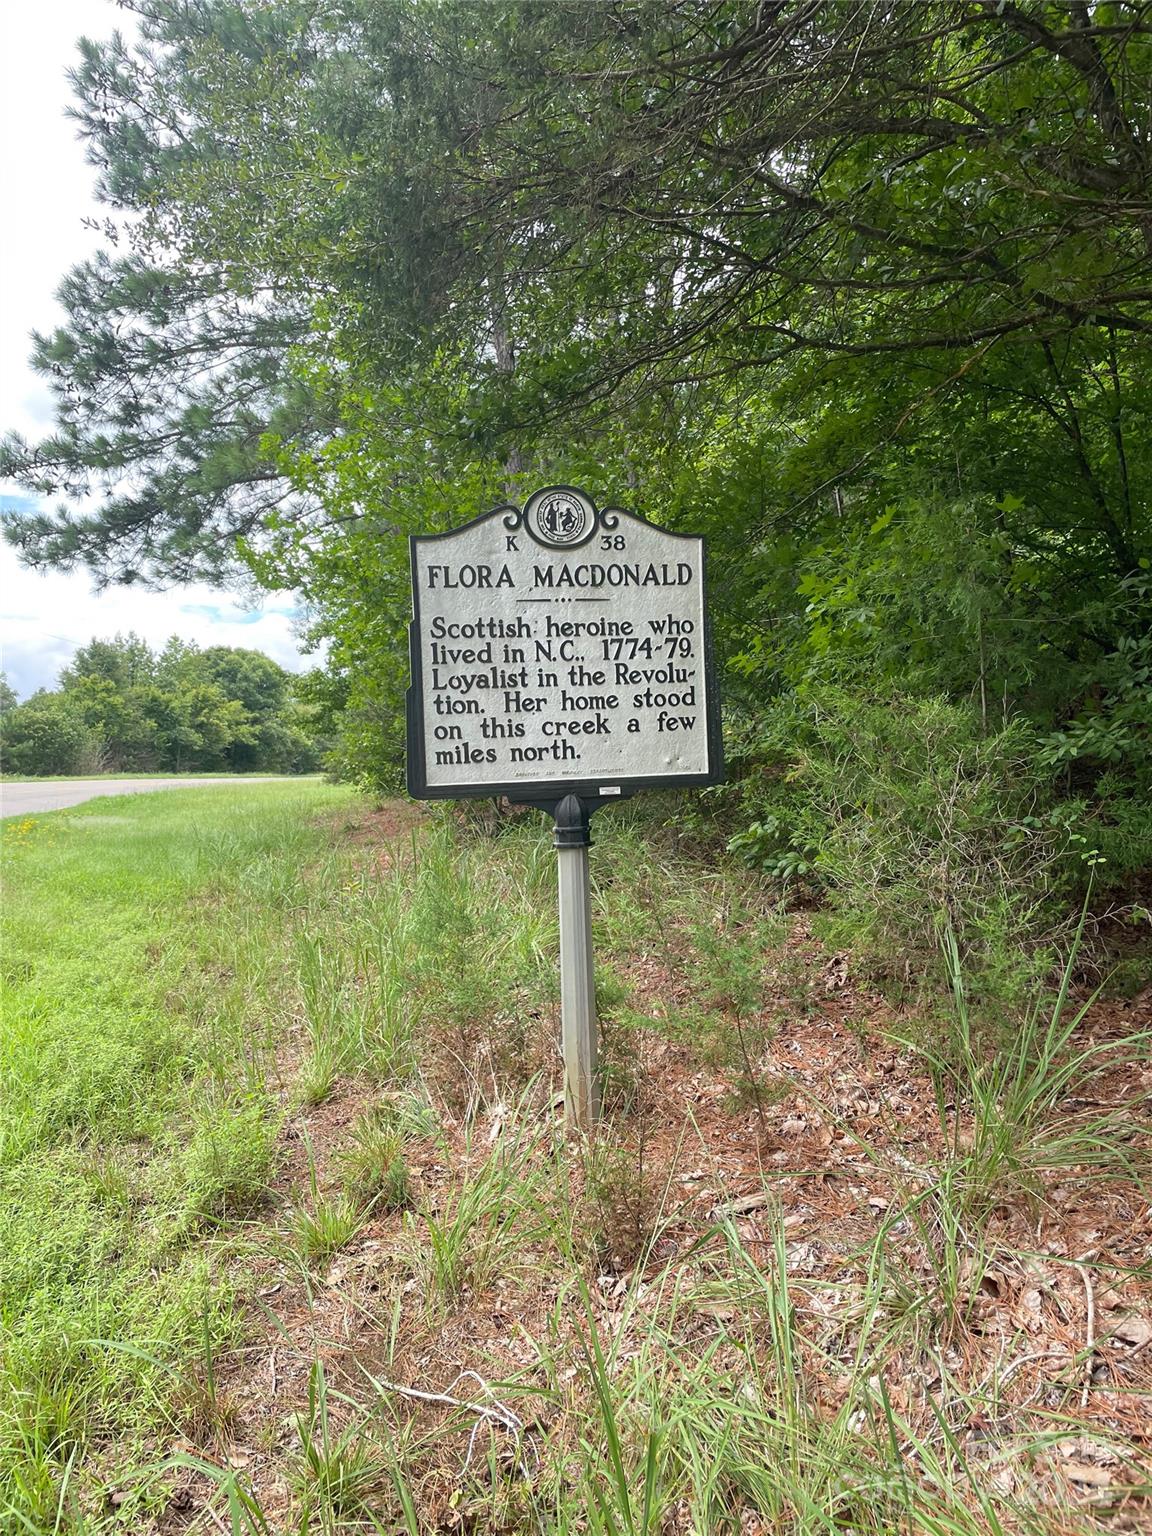 K 38
FLORA MACDONALD
Scottish heroine who
lived in N.C., 1774-79.
Loyalist in the Revolu-
tion. Her home stood
on this creek a few
miles north.